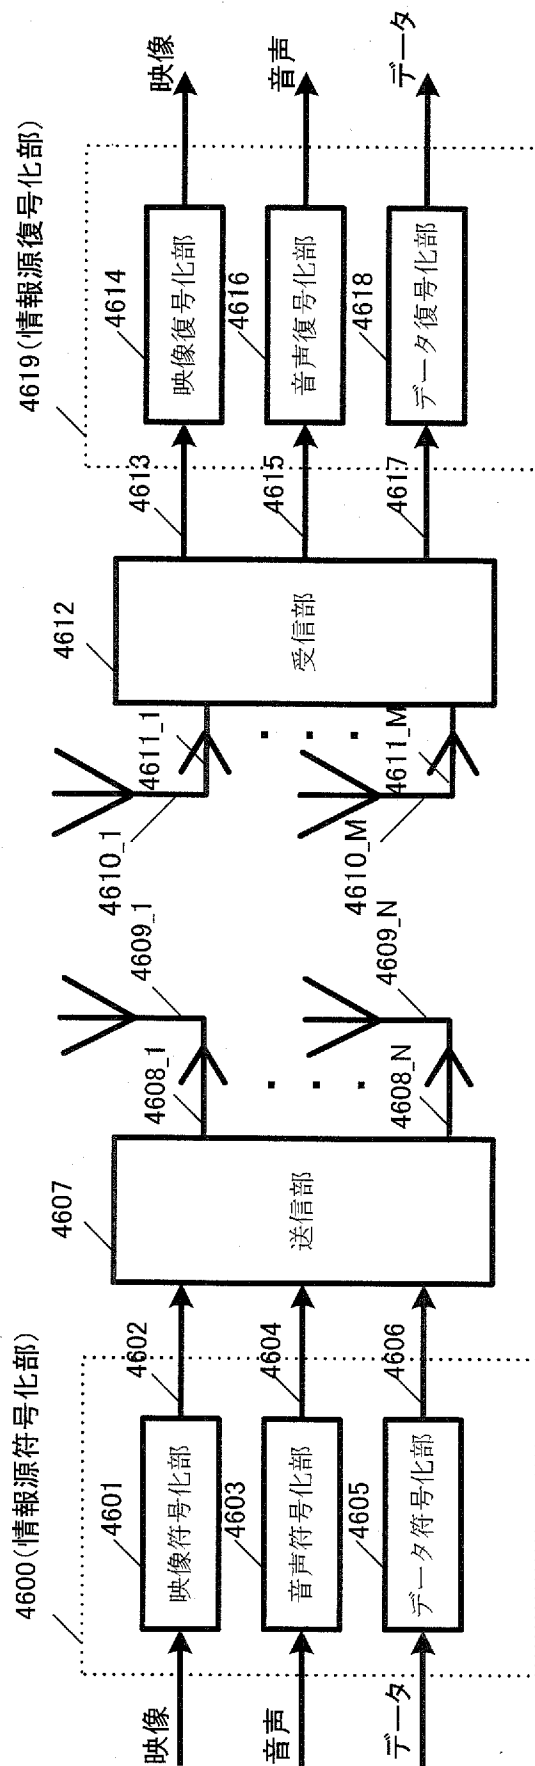 4600(情報源符号化部)
映像
4601
映像符号化部
4602
音声
4603
音声符号化部
4604
データ
4605
データ符号化部
4606
4607
送信部
4608_1
4609_1
4608_N
4609_N
4610_1
4611_1
4610_M
4611_M
4612
受信部
4619(情報源復号化部)
4613
4614
映像復号化部
映像
4615
4616
音声復号化部
音声
4617
4618
データ復号化部
データ